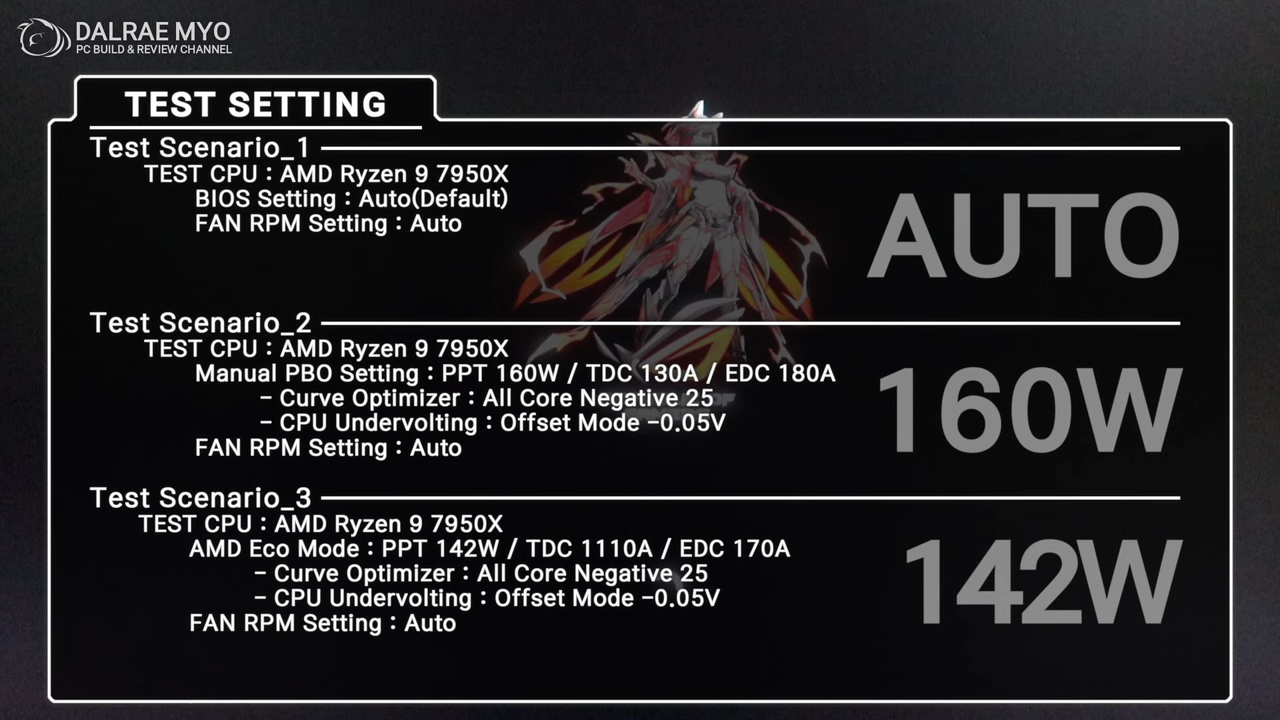 DALRAE MYO
PC BUILD & REVIEW CHANNEL
TEST SETTING
Test Scenario_1
TEST CPU : AMD Ryzen 9 7950X
BIOS Setting : Auto(Default)
FAN RPM Setting : Auto
AUTO
Test Scenario_2
TEST CPU : AMD Ryzen 9 7950X
Manual PBO Setting : PPT 160W / TDC 130A / EDC 180A
- Curve Optimizer : All Core Negative 25
- CPU Undervolting : Offset Mode -0.05V
FAN RPM Setting : Auto
160W
Test Scenario_3
TEST CPU : AMD Ryzen 9 7950X
AMD Eco Mode : PPT 142W / TDC 1110A / EDC 170A
- Curve Optimizer : All Core Negative 25
- CPU Undervolting : Offset Mode -0.05V
FAN RPM Setting : Auto
142W